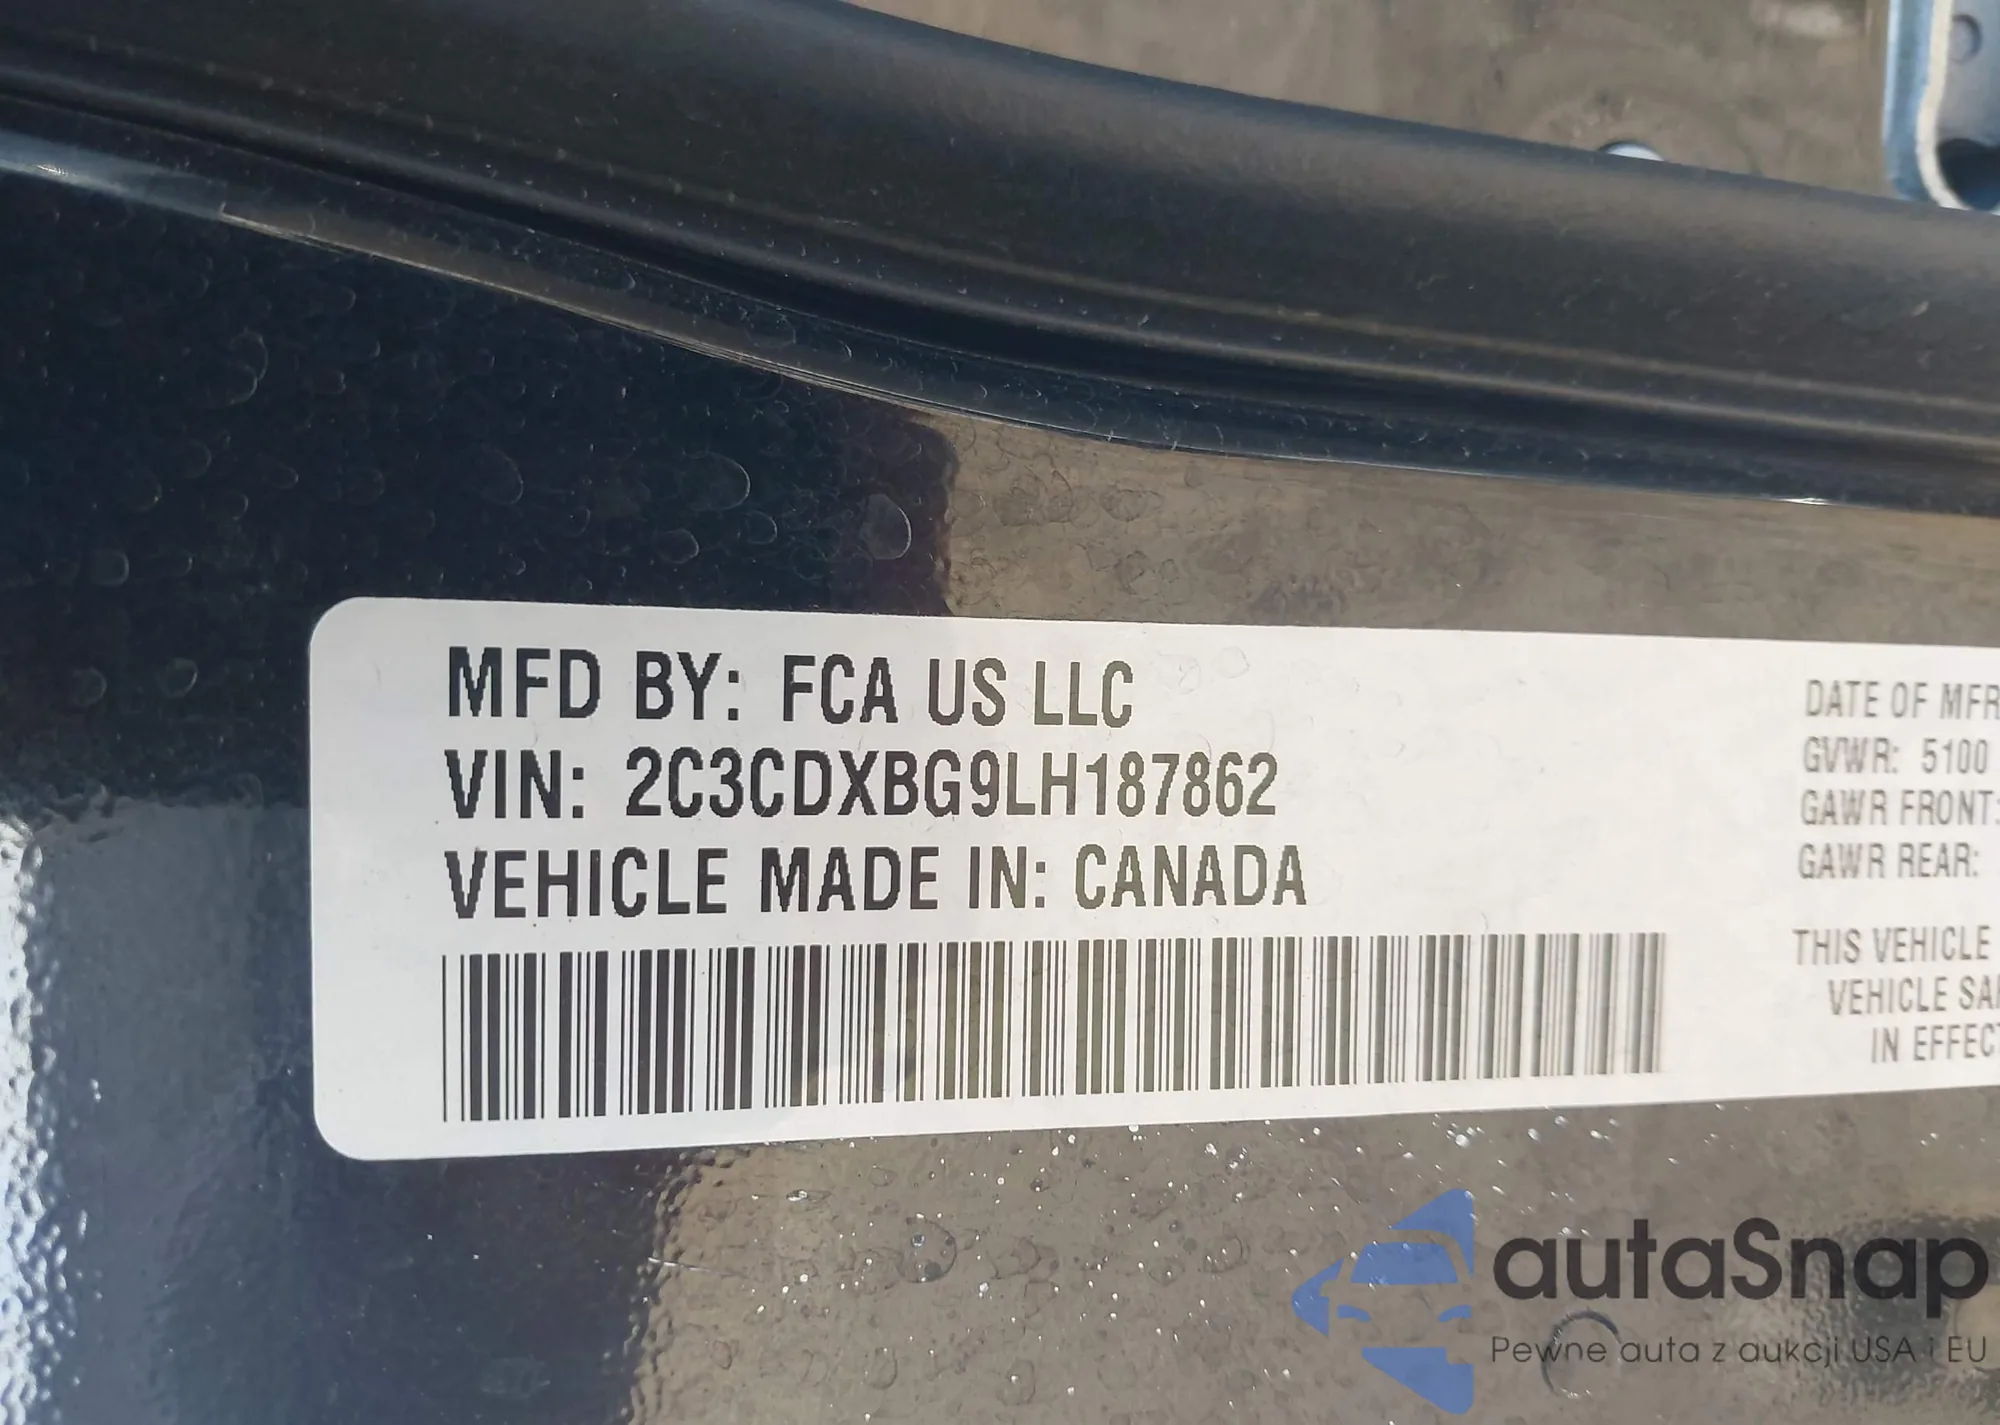 MFD BY: FCA US LLC
VIN: 2C3CDXBG9LH187862
VEHICLE MADE IN: CANADA
DATE OF MFR
GVWR: 5100
GAWR FRONT:
GAWR REAR:
THIS VEHICLE
VEHICLE SAF
IN EFFECT
autaSnap
Pewne auta z aukcji USA i EU